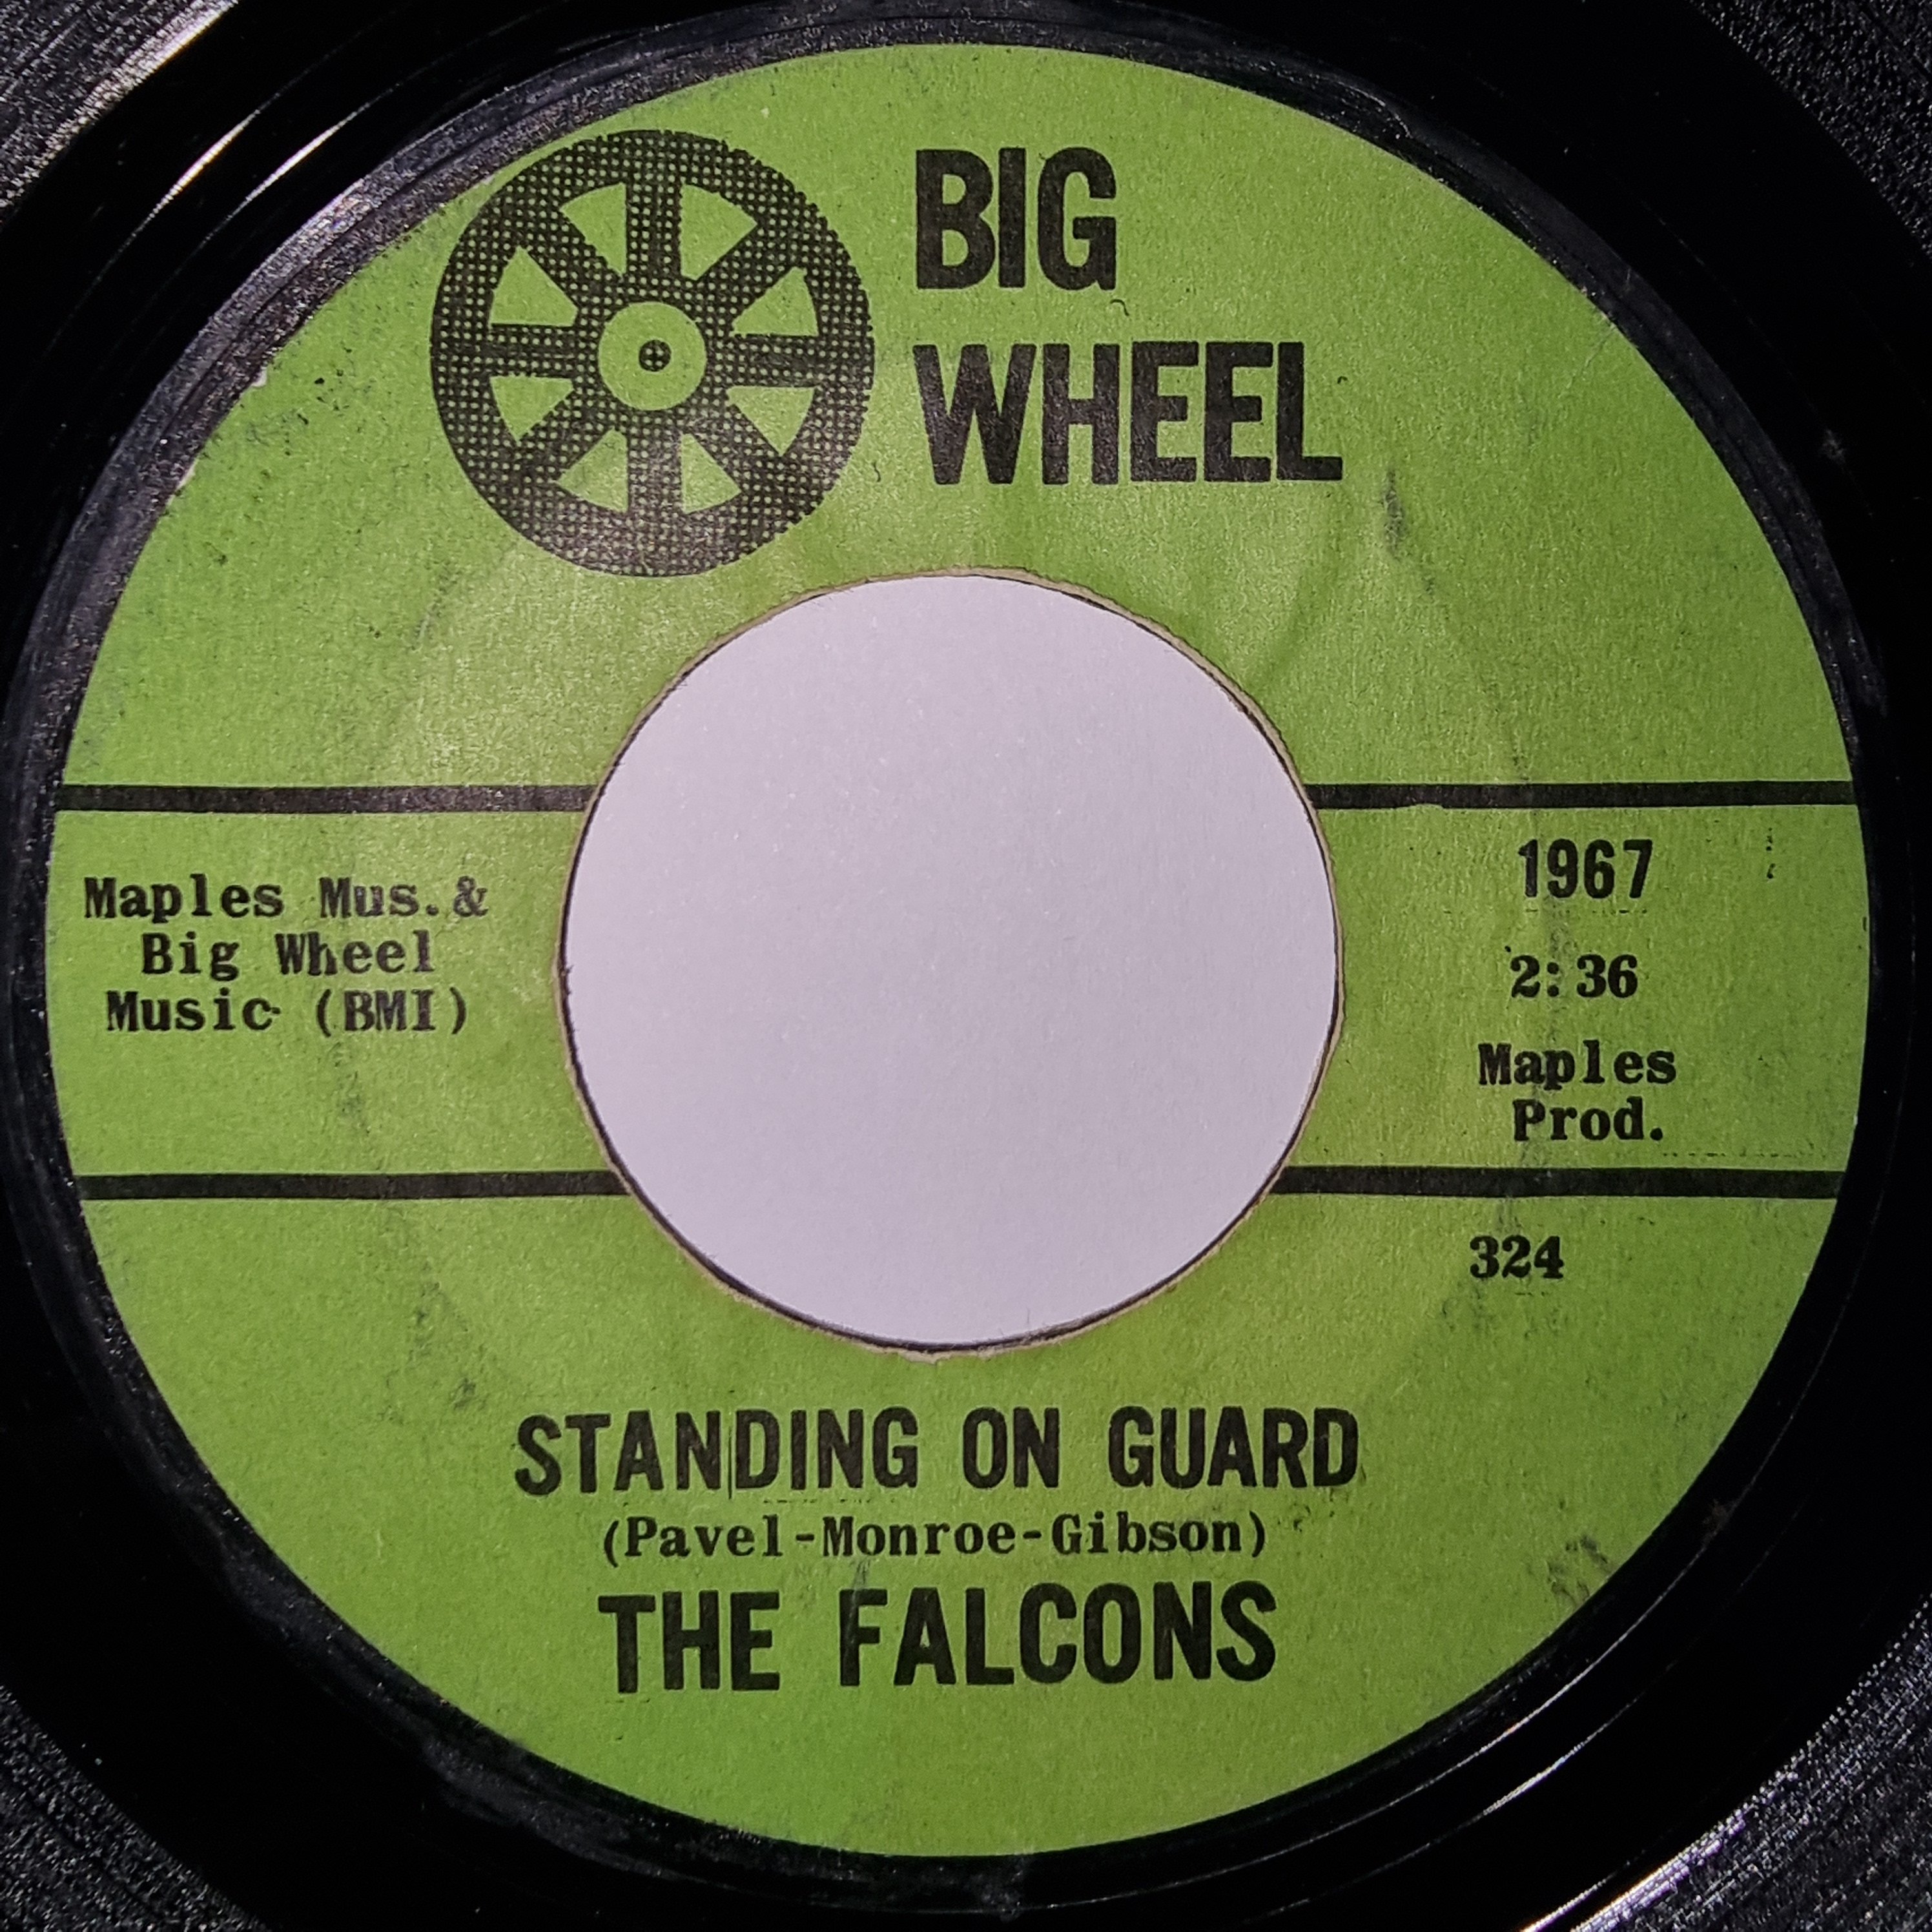 BIG
WHEEL
Maples Mus.&
Big Wheel
Music (BMI)
1967
2:36
Maples
Prod.
324
STANDING ON GUARD
(Pavel-Monroe-Gibson)
THE FALCONS